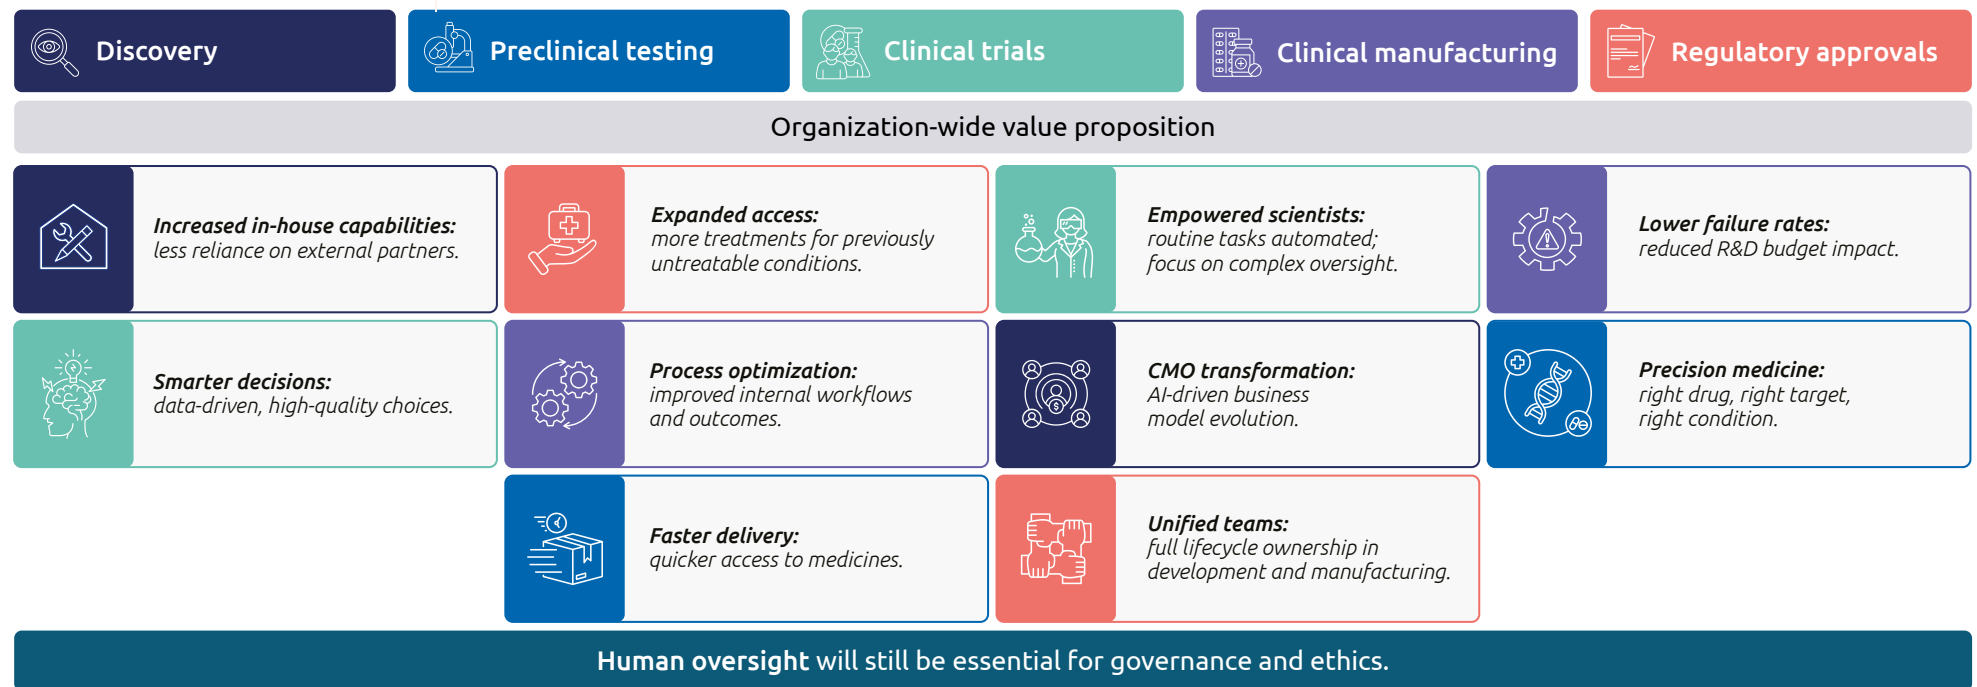 Discovery
Preclinical testing
Clinical trials
Clinical manufacturing
Regulatory approvals
Organization-wide value proposition
Increased in-house capabilities:
less reliance on external partners.
Expanded access:
more treatments for previously
untreatable conditions.
Empowered scientists:
routine tasks automated;
focus on complex oversight.
Lower failure rates:
reduced R&D budget impact.
Smarter decisions:
data-driven, high-quality choices.
Process optimization:
improved internal workflows
and outcomes.
CMO transformation:
AI-driven business
model evolution.
Precision medicine:
right drug, right target,
right condition.
Faster delivery:
quicker access to medicines.
Unified teams:
full lifecycle ownership in
development and manufacturing.
Human oversight will still be essential for governance and ethics.